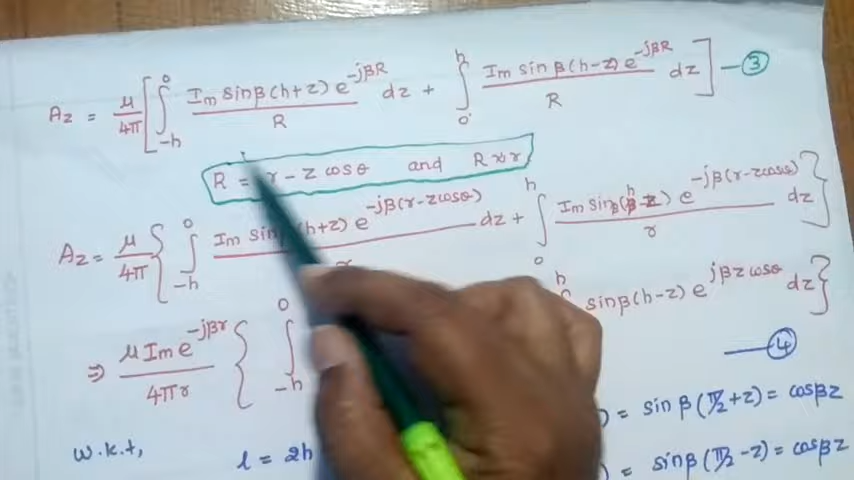 Az = μ/4π [ ∫_{-h}^{0} Im sinβ(h+z) e^{-jβR} / R dz + ∫_{0}^{h} Im sinβ(h-z) e^{-jβR} / R dz ] — ③
R = r - z cosθ and R ≈ r
Az = μ/4π { ∫_{-h}^{0} Im sin (h+z) e^{-jβ(r-zcosθ)} dz + ∫_{0}^{h} Im sin β(h-z) e^{-jβ(r-zcosθ)} / r dz }
⇒ μ Im e^{-jβr} / 4πr { ∫_{-h}^{0} h sinβ(h-z) e^{jβz cosθ} dz }
— ④
) = sin β(π/2+z) = cosβz
w.k.t, l = 2h ) = sinβ(π/2-z) = cosβz